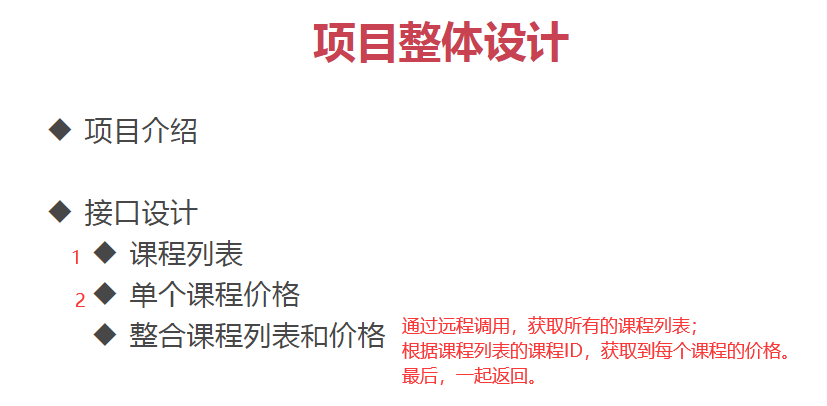 项目整体设计
◆ 项目介绍
◆ 接口设计
1 ◆ 课程列表
2 ◆ 单个课程价格
◆ 整合课程列表和价格
通过远程调用，获取所有的课程列表；
根据课程列表的课程ID，获取到每个课程的价格。
最后，一起返回。